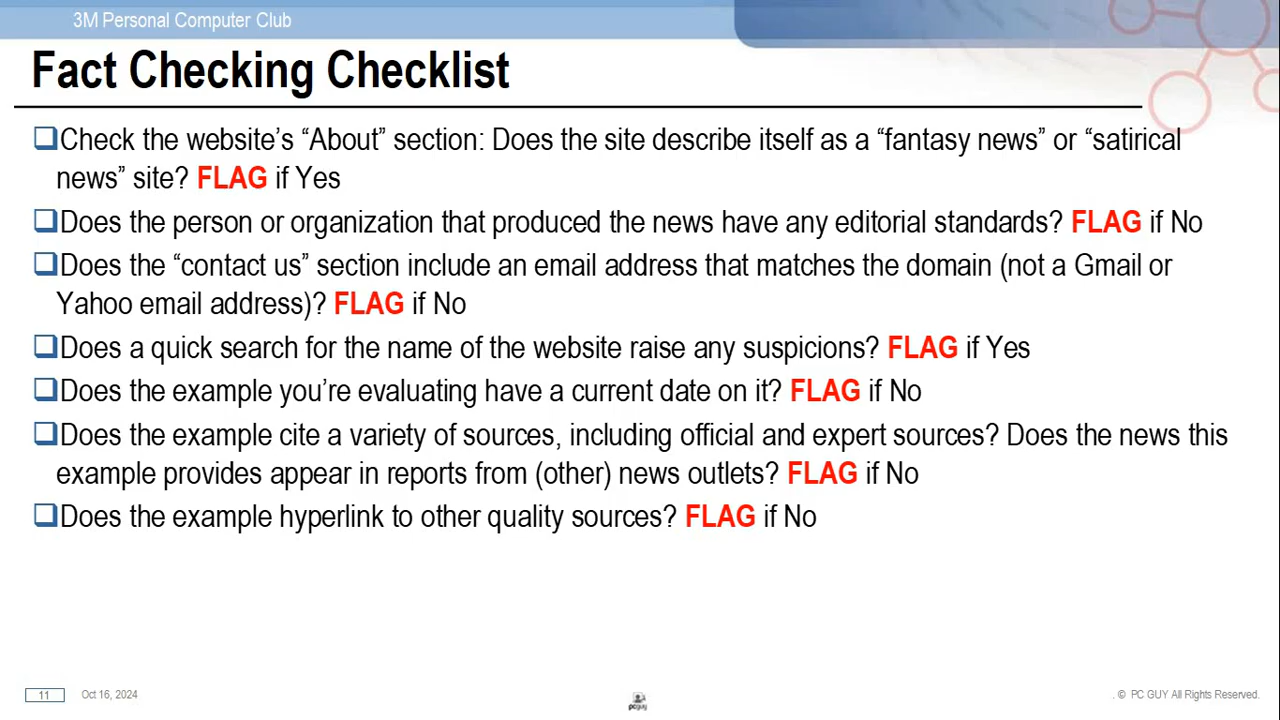 3M Personal Computer Club
Fact Checking Checklist
Check the website’s “About” section: Does the site describe itself as a “fantasy news” or “satirical
news” site? FLAG if Yes
Does the person or organization that produced the news have any editorial standards? FLAG if No
Does the “contact us” section include an email address that matches the domain (not a Gmail or
Yahoo email address)? FLAG if No
Does a quick search for the name of the website raise any suspicions? FLAG if Yes
Does the example you’re evaluating have a current date on it? FLAG if No
Does the example cite a variety of sources, including official and expert sources? Does the news this
example provides appear in reports from (other) news outlets? FLAG if No
Does the example hyperlink to other quality sources? FLAG if No
11 Oct 16, 2024
pcguy
. © PC GUY All Rights Reserved.